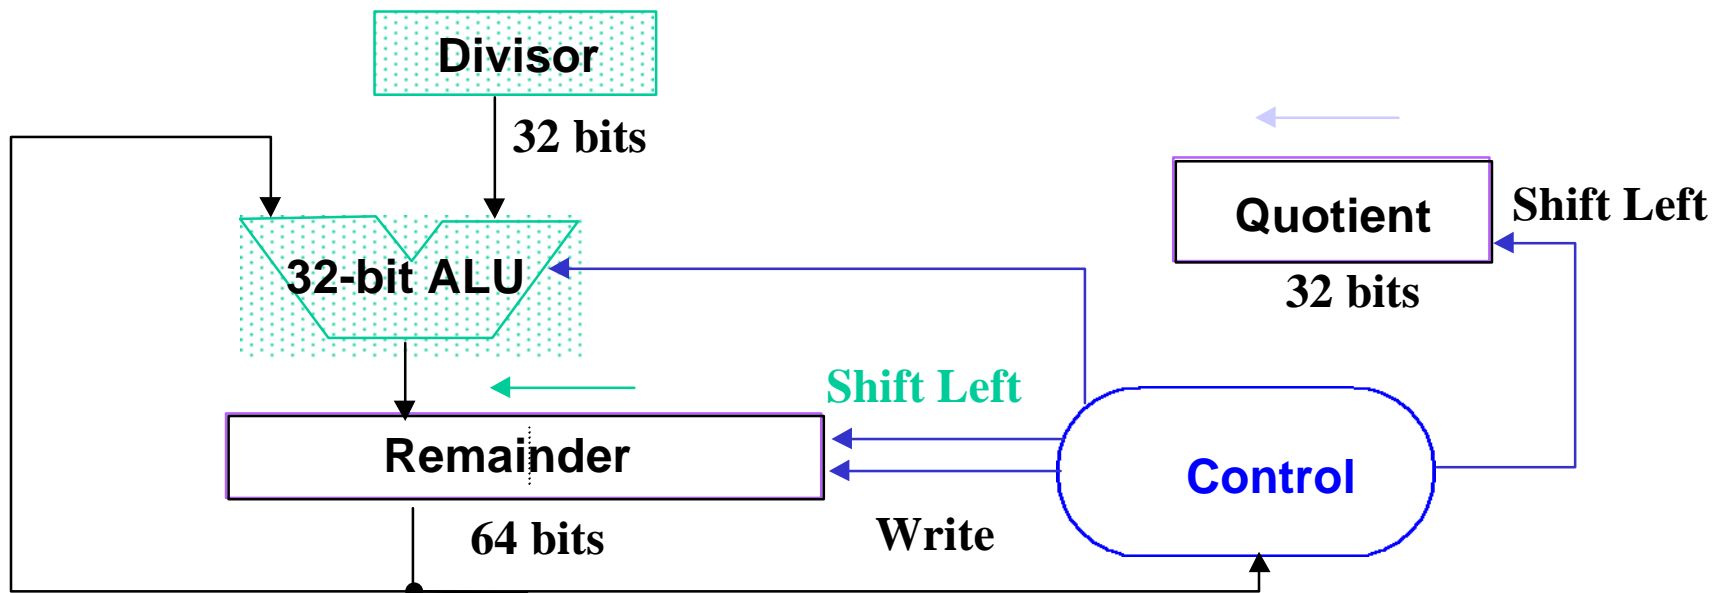 Divisor
32 bits
Quotient
Shift Left
32-bit ALU
32 bits
Shift Left
Remainder
Control
64 bits
Write